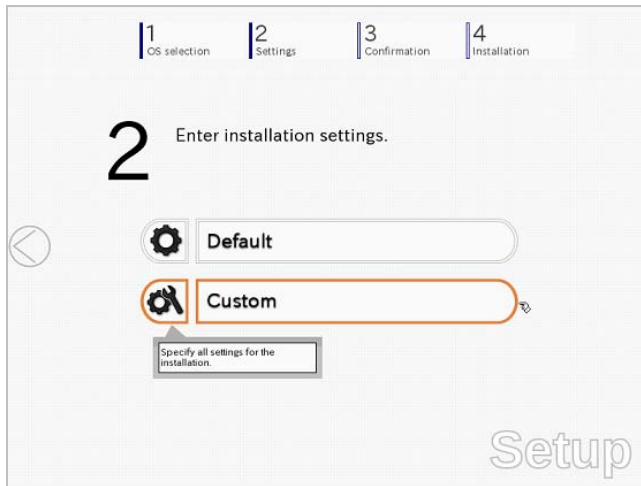 1
OS selection
2
Settings
3
Confirmation
4
Installation
2
Enter installation settings.
Default
Custom
Specify all settings for the
installation.
Setup